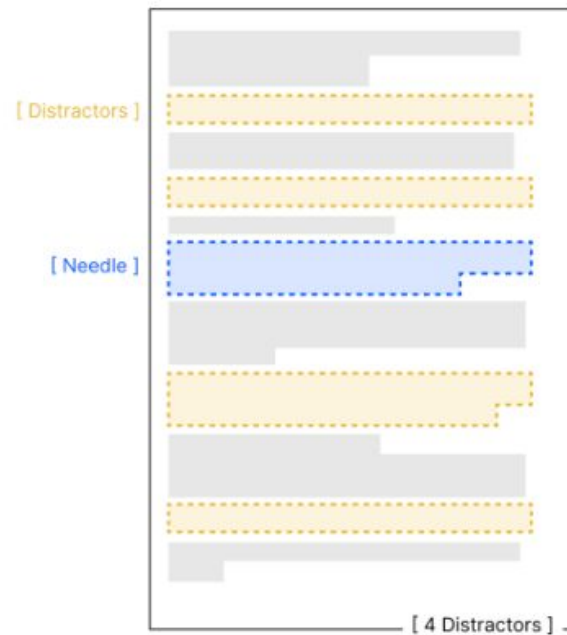 [ Distractors ]
[ Needle ]
[ 4 Distractors ]